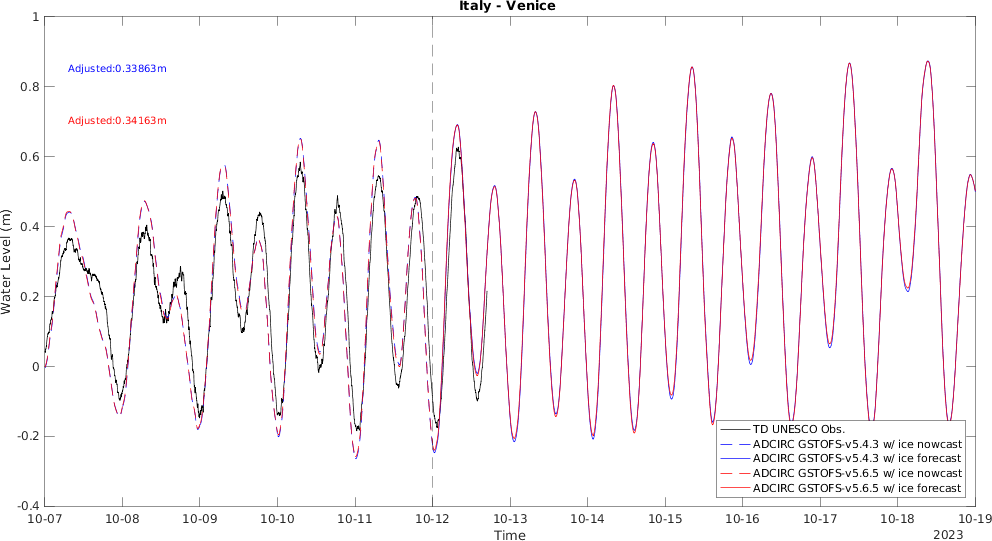 Italy - Venice
Adjusted:0.33863m
Adjusted:0.34163m
Water Level (m)
1
0.8
0.6
0.4
0.2
0
-0.2
-0.4
TD UNESCO Obs.
ADCIRC GSTOFS-v5.4.3 w/ ice nowcast
ADCIRC GSTOFS-v5.4.3 w/ ice forecast
ADCIRC GSTOFS-v5.6.5 w/ ice nowcast
ADCIRC GSTOFS-v5.6.5 w/ ice forecast
10-07 10-08 10-09 10-10 10-11 10-12 10-13 10-14 10-15 10-16 10-17 10-18 10-19
Time
2023